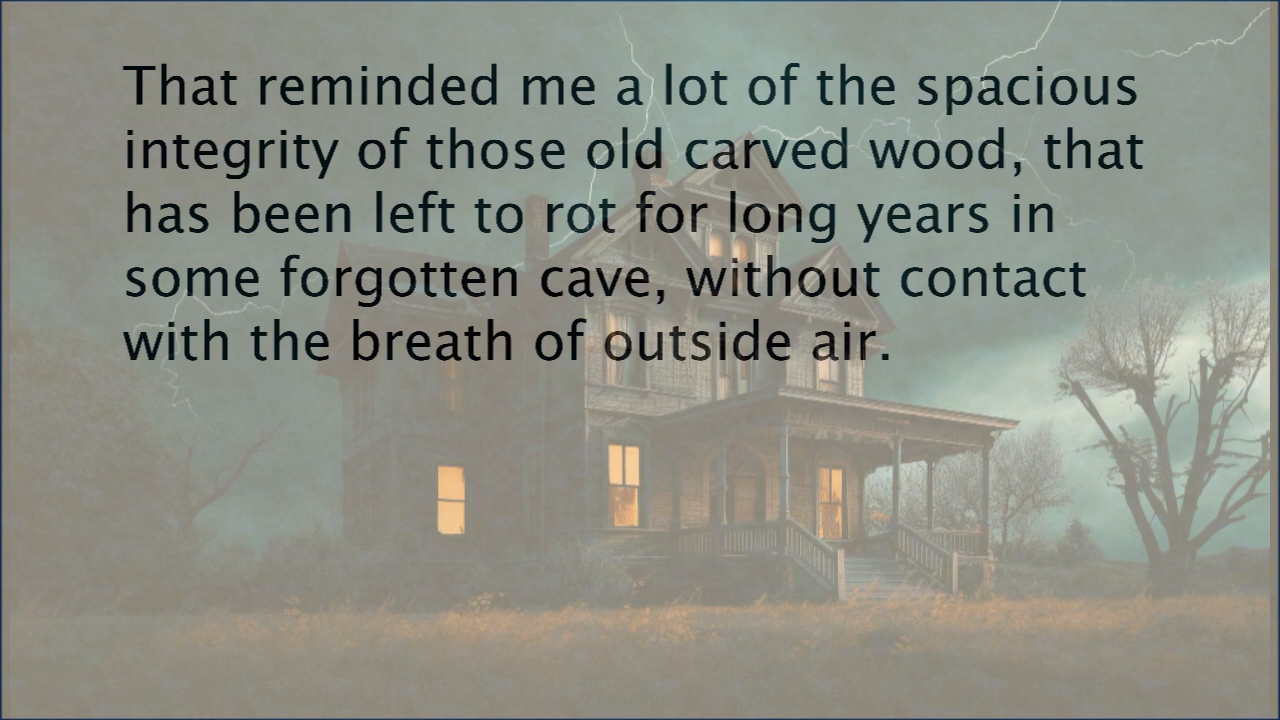 That reminded me a lot of the spacious
integrity of those old carved wood, that
has been left to rot for long years in
some forgotten cave, without contact
with the breath of outside air.